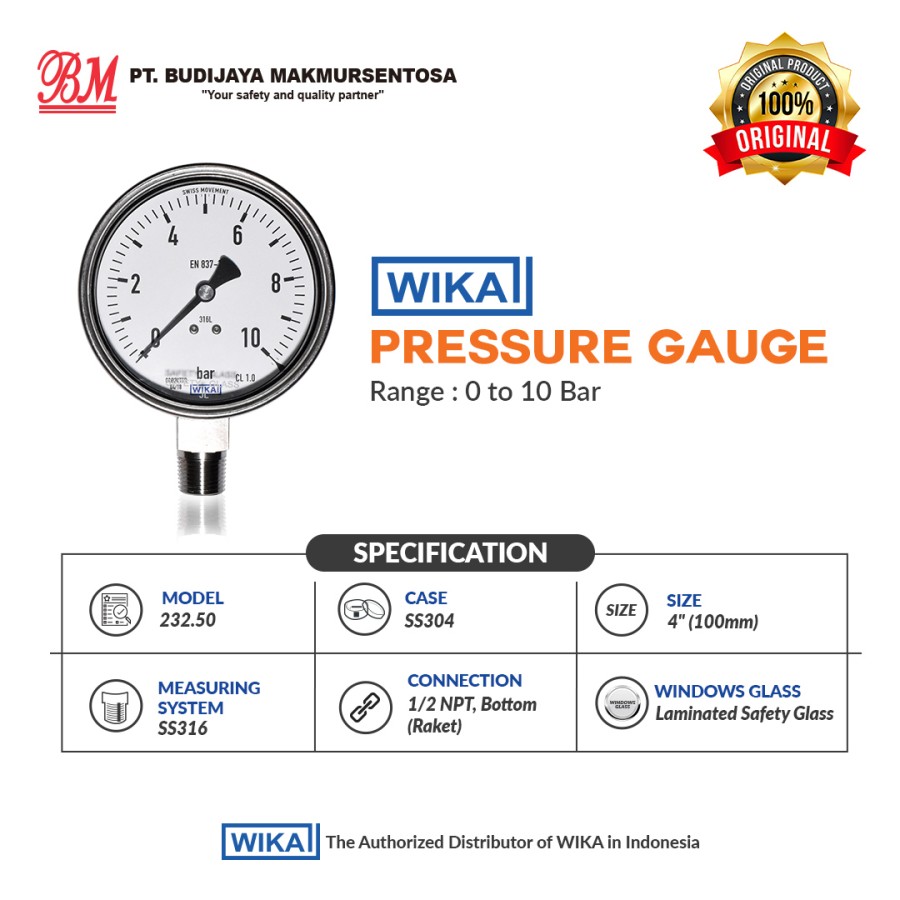 BM PT. BUDIJAYA MAKMURSENTOSA
"Your safety and quality partner"
ORIGINAL PRODUCT
100%
ORIGINAL
SWISS MOVEMENT
4 6
EN 837-
2 8
316L
0 10
bar
CL 1.0
SAFETY GLASS
WIKA
WIKA
PRESSURE GAUGE
Range : 0 to 10 Bar
SPECIFICATION
MODEL
232.50
CASE
SS304
SIZE
SIZE
4" (100mm)
MEASURING
SYSTEM
SS316
CONNECTION
1/2 NPT, Bottom
(Raket)
WINDOWS
GLASS
WINDOWS GLASS
Laminated Safety Glass
WIKA The Authorized Distributor of WIKA in Indonesia